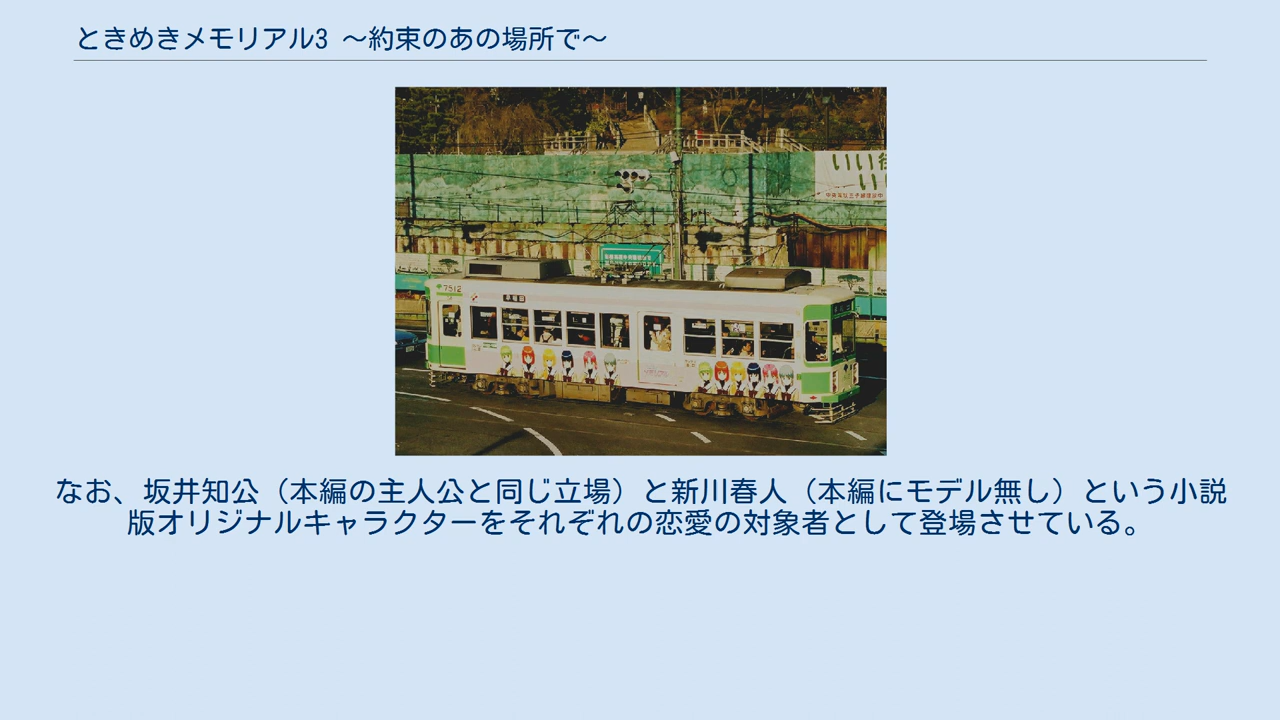 ときめきメモリアル3 〜約束のあの場所で〜
7512
なお、坂井知公（本編の主人公と同じ立場）と新川春人（本編にモデル無し）という小説
版オリジナルキャラクターをそれぞれの恋愛の対象者として登場させている。